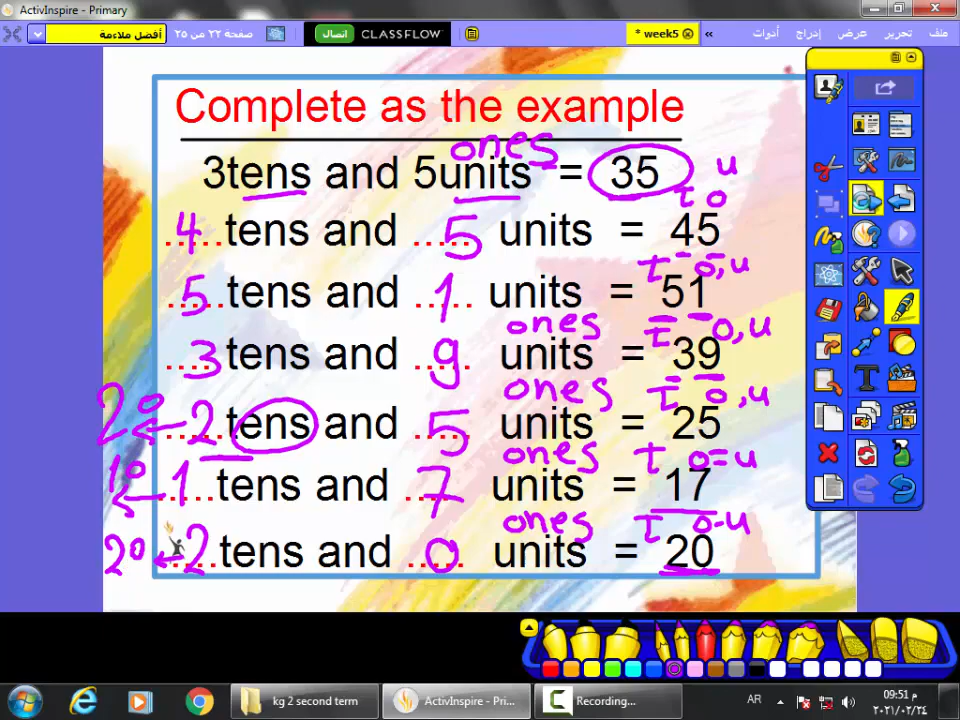 ActivInspire - Primary
أفضل ملاءمة
صفحة ٢٢ من ٢٥
اتصال CLASSFLOW
week5 *
»
أدوات إدراج عرض تحرير ملف
Complete as the example
ones
3tens and 5units = 35
u
T o
4 tens and 5 units = 45
T o,u
5 tens and 1 units = 51
ones T o,u
3 tens and 9 units = 39
ones T o,u
20 ← 2 tens and 5 units = 25
ones T o=u
10 ← 1 tens and 7 units = 17
ones T o-u
20 ← 2 tens and 0 units = 20
kg 2 second term
ActivInspire - Pri...
Recording...
AR
09:51 م
٢٠٢١/٠٢/٢٤